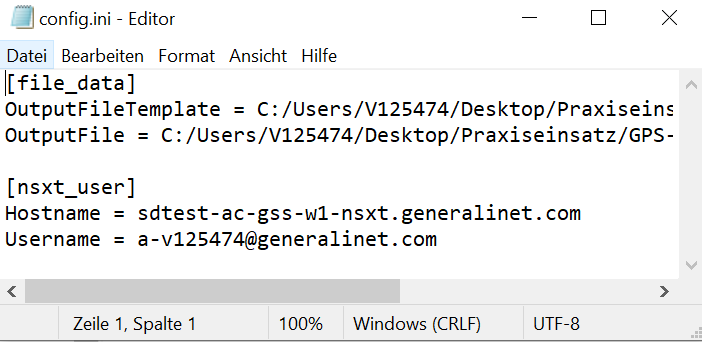 config.ini - Editor
Datei Bearbeiten Format Ansicht Hilfe
[file_data]
OutputFileTemplate = C:/Users/V125474/Desktop/Praxiseins
OutputFile = C:/Users/V125474/Desktop/Praxiseinsatz/GPS-
[nsxt_user]
Hostname = sdtest-ac-gss-w1-nsxt.generalinet.com
Username = a-v125474@generalinet.com
Zeile 1, Spalte 1 100% Windows (CRLF) UTF-8